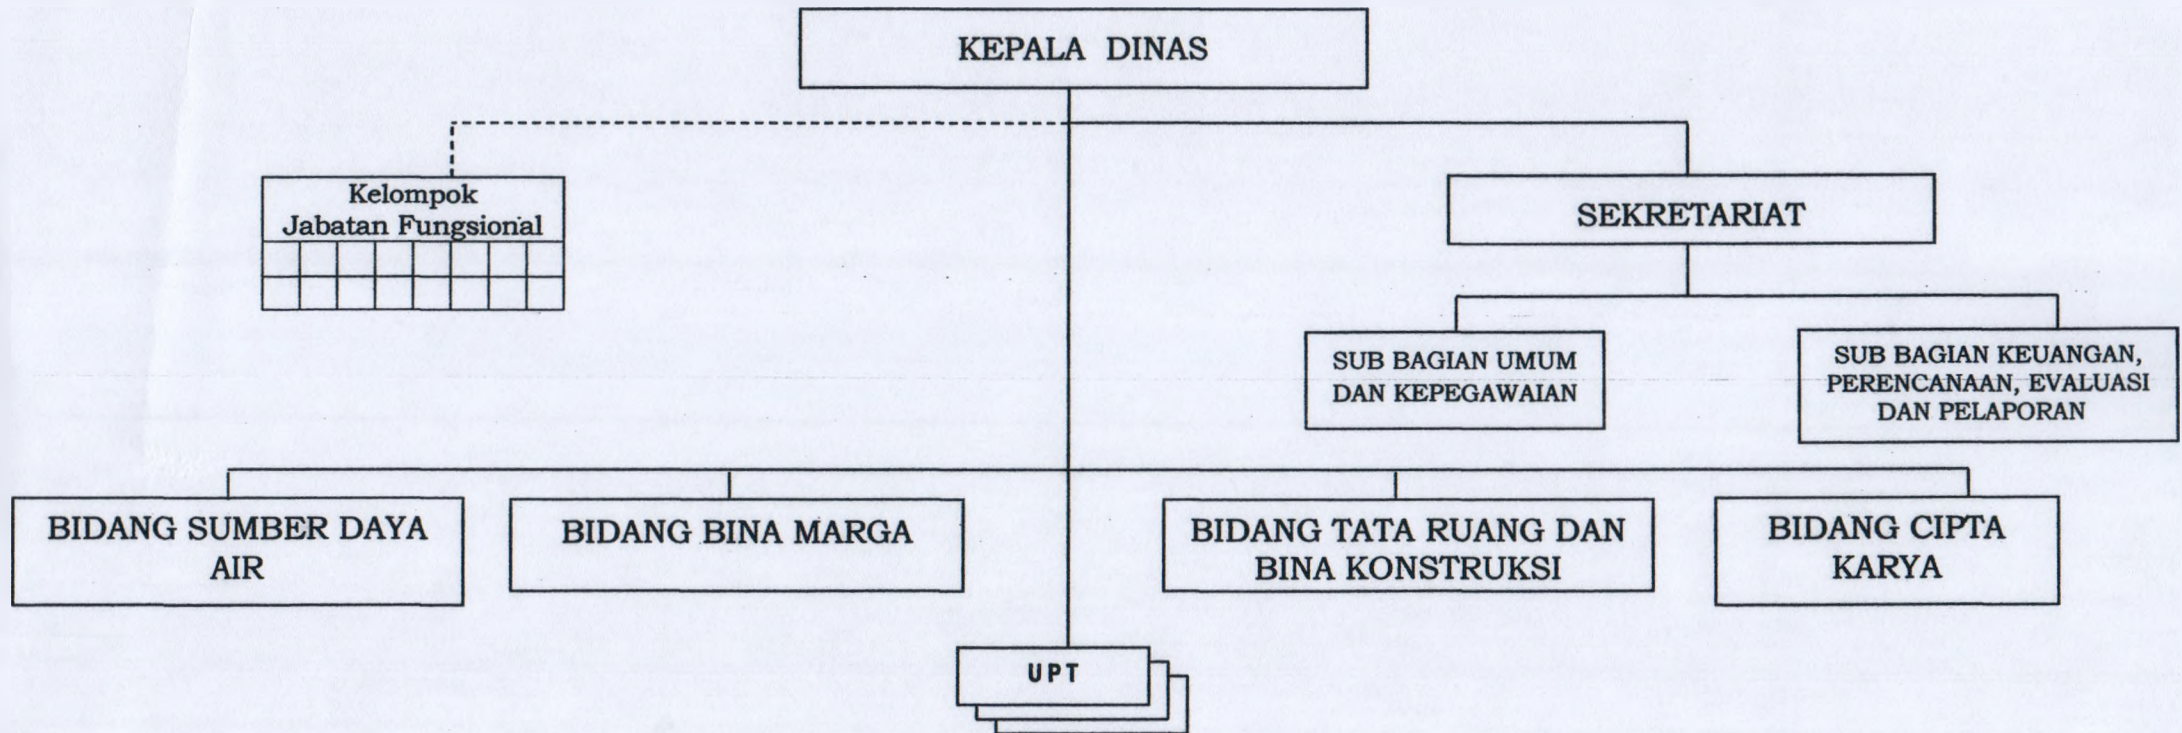 KEPALA DINAS
Kelompok
Jabatan Fungsional
SEKRETARIAT
SUB BAGIAN UMUM
DAN KEPEGAWAIAN
SUB BAGIAN KEUANGAN,
PERENCANAAN, EVALUASI
DAN PELAPORAN
BIDANG SUMBER DAYA
AIR
BIDANG BINA MARGA
BIDANG TATA RUANG DAN
BINA KONSTRUKSI
BIDANG CIPTA
KARYA
UPT